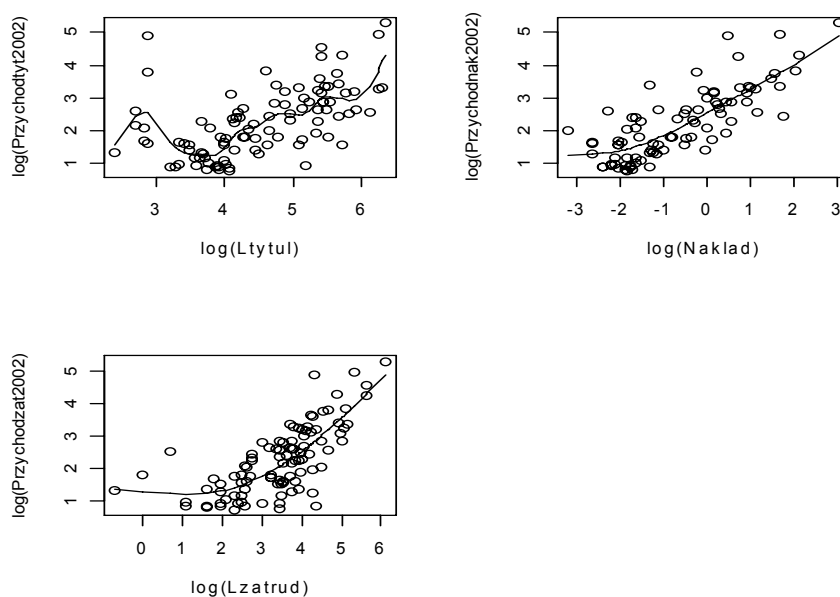 log(Przychodtyt2002)
5
4
3
2
1
3 4 5 6
log(Ltytul)
log(Przychodnak2002)
5
4
3
2
1
-3 -2 -1 0 1 2 3
log(Naklad)
log(Przychodzat2002)
5
4
3
2
1
0 1 2 3 4 5 6
log(Lzatrud)